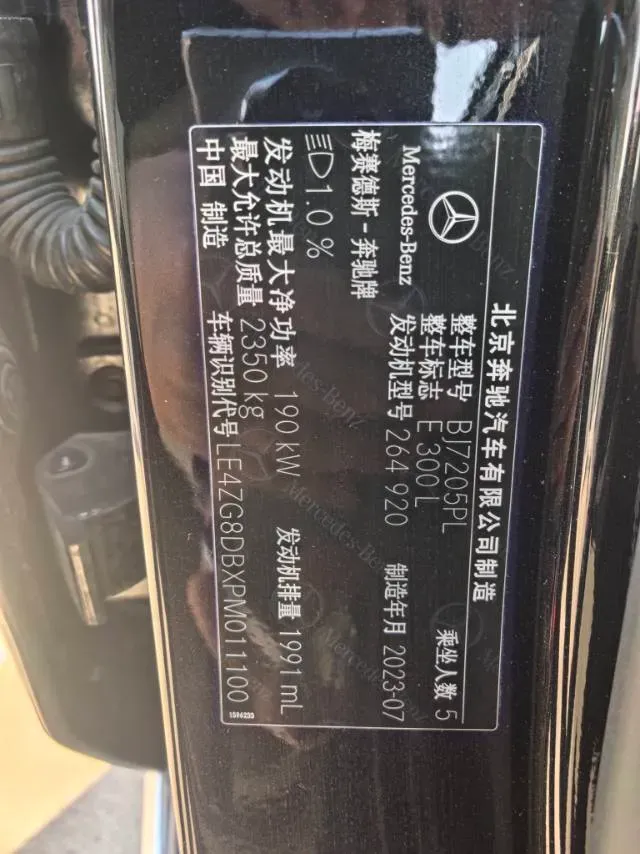 北京奔驰汽车有限公司制造
Mercedes-Benz
梅赛德斯-奔驰牌
整车型号 BJ7205PL
乘坐人数 5
整车标志 E 300 L
发动机型号 264 920
制造年月 2023-07
1.0 %
发动机最大净功率 190 kW
发动机排量 1991 mL
最大允许总质量 2350 kg
中国 制造
车辆识别代号 LE4ZG8DBXPM011100
1594233